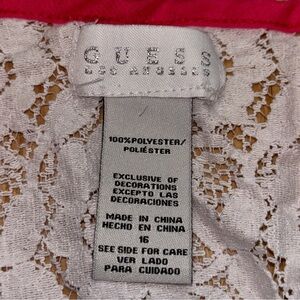 GUESS
LOS ANGELES
100% POLYESTER/
POLIÉSTER
EXCLUSIVE OF
DECORATIONS
EXCEPTO LAS
DECORACIONES
MADE IN CHINA
HECHO EN CHINA
16
SEE SIDE FOR CARE
VER LADO
PARA CUIDADO